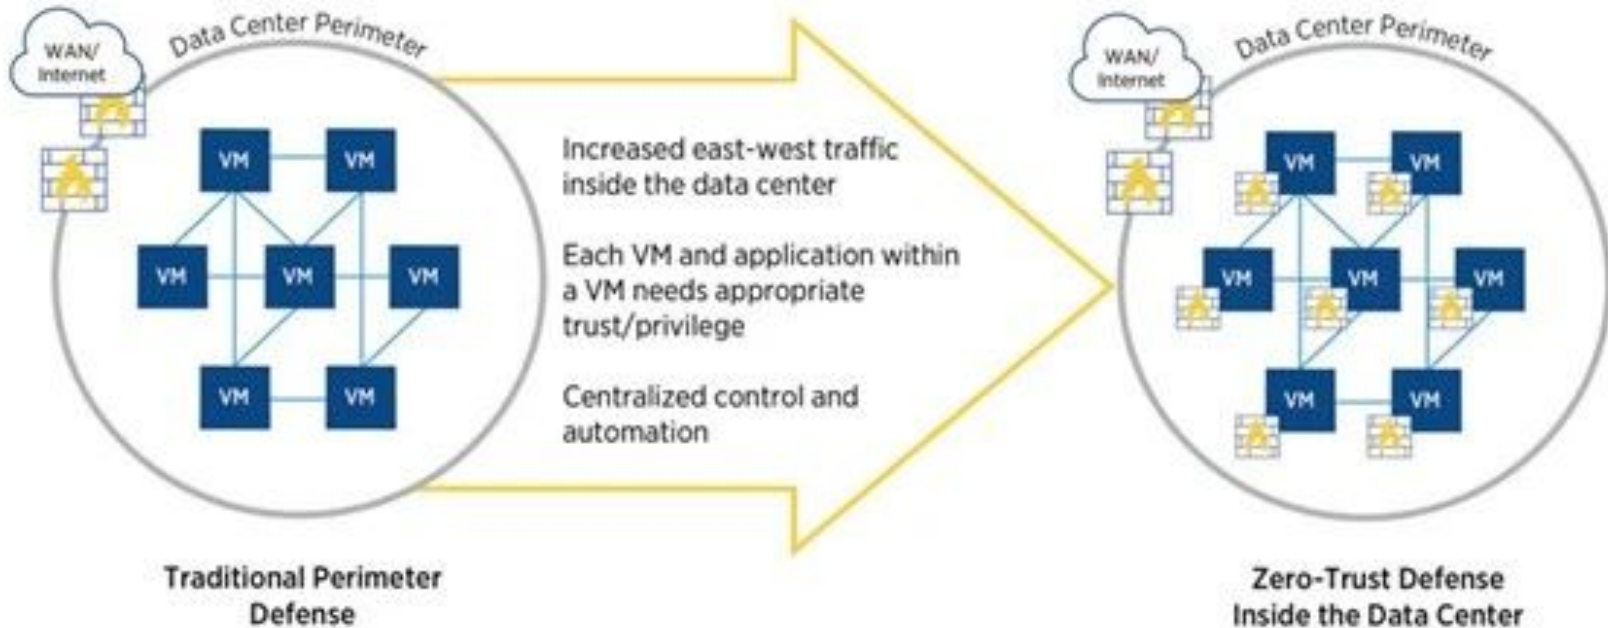 WAN/
Internet
Data Center Perimeter
VM
VM
VM
VM
VM
VM
VM
Traditional Perimeter
Defense
Increased east-west traffic
inside the data center
Each VM and application within
a VM needs appropriate
trust/privilege
Centralized control and
automation
WAN/
Internet
Data Center Perimeter
VM
VM
VM
VM
VM
VM
VM
Zero-Trust Defense
Inside the Data Center